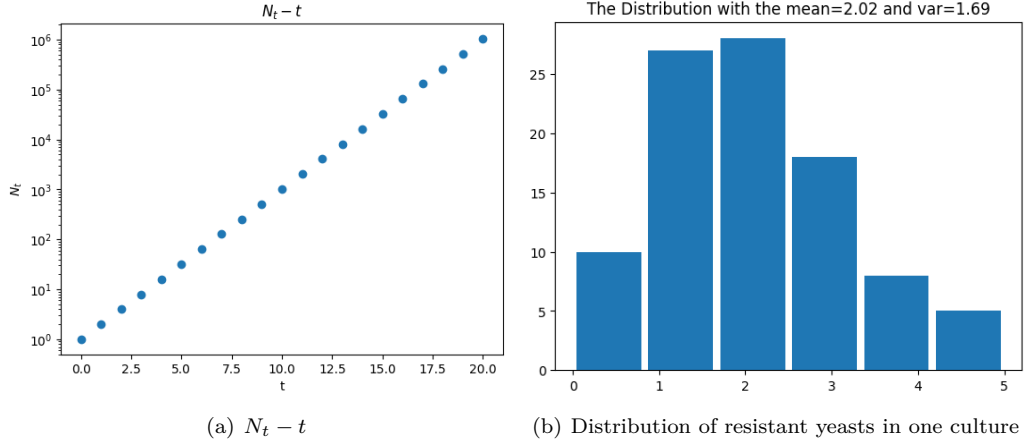 N_t − t
10^6
10^5
10^4
10^3
10^2
10^1
10^0
N_t
0.0 2.5 5.0 7.5 10.0 12.5 15.0 17.5 20.0
t
(a) N_t − t
The Distribution with the mean=2.02 and var=1.69
25
20
15
10
5
0
0 1 2 3 4 5
(b) Distribution of resistant yeasts in one culture